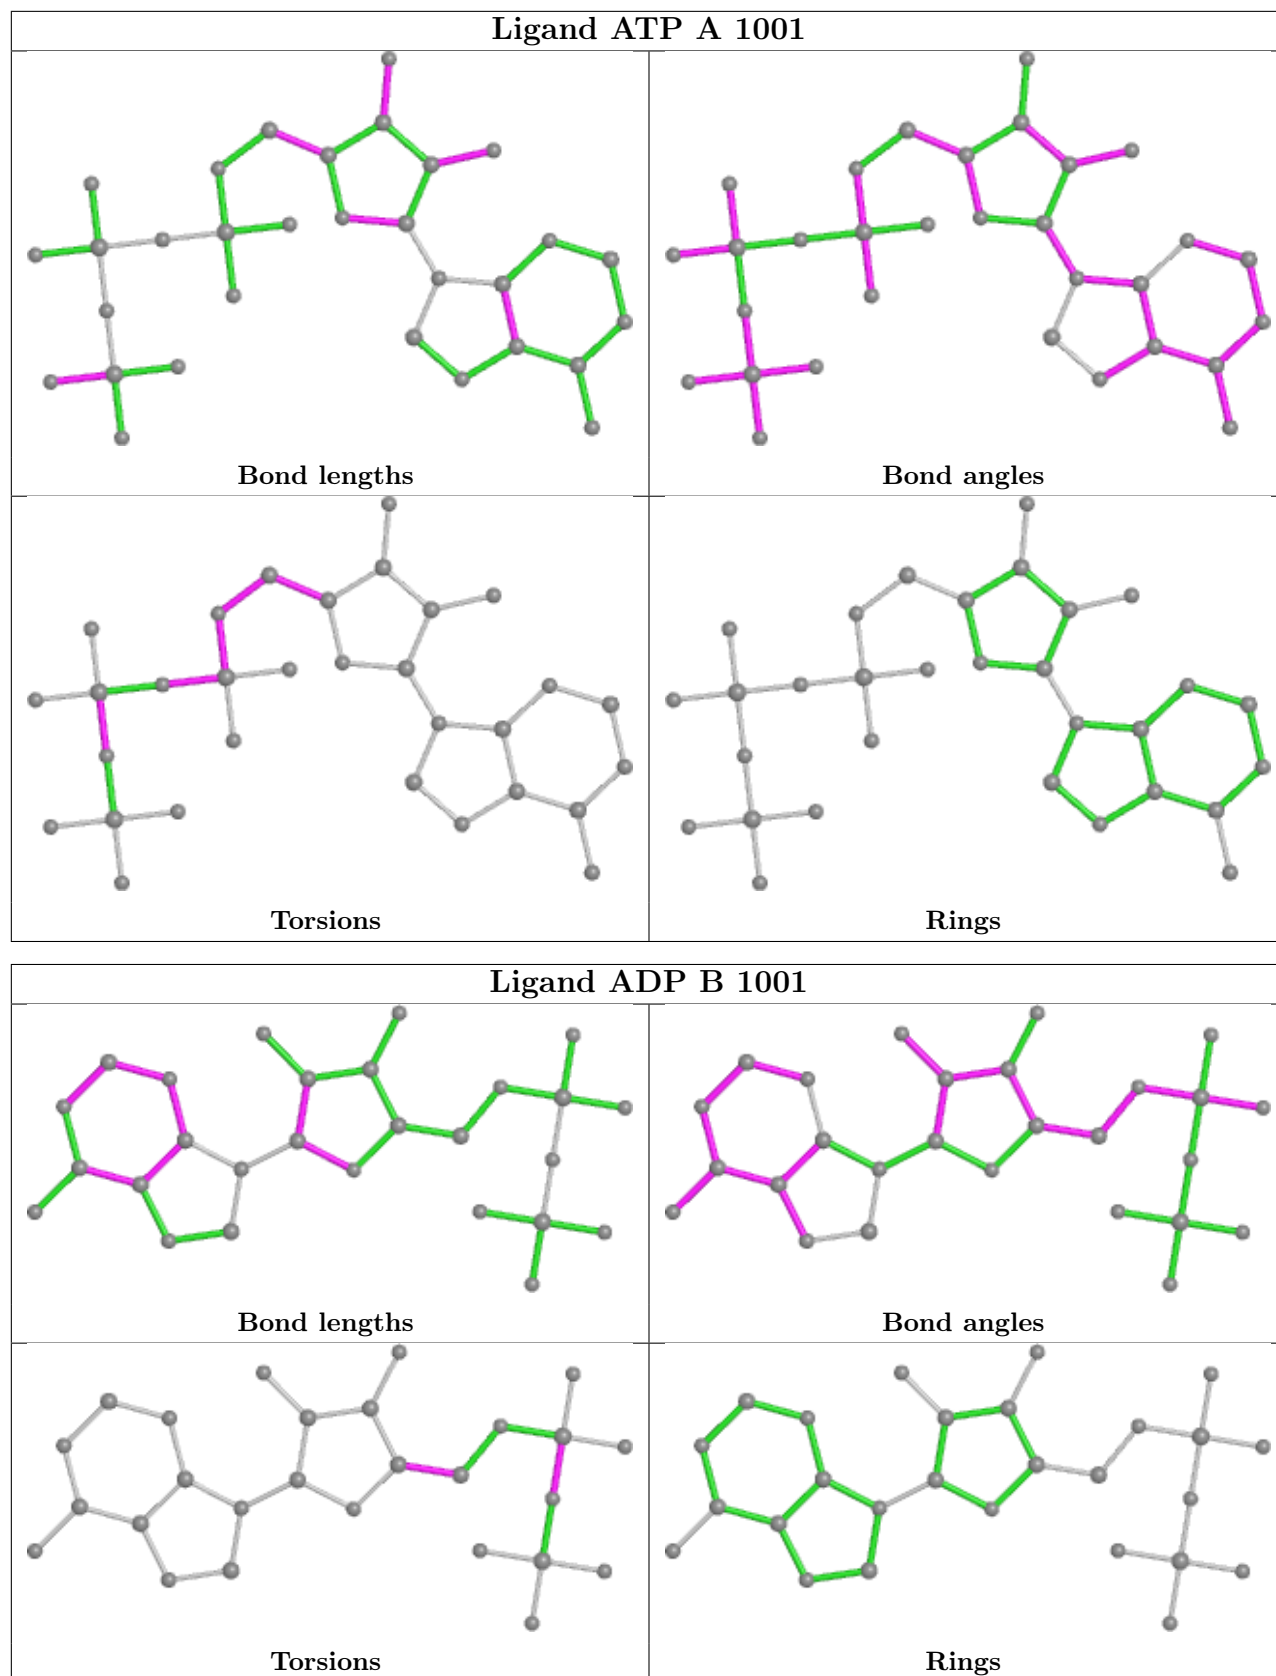 Ligand ATP A 1001
Bond lengths
Bond angles
Torsions
Rings
Ligand ADP B 1001
Bond lengths
Bond angles
Torsions
Rings